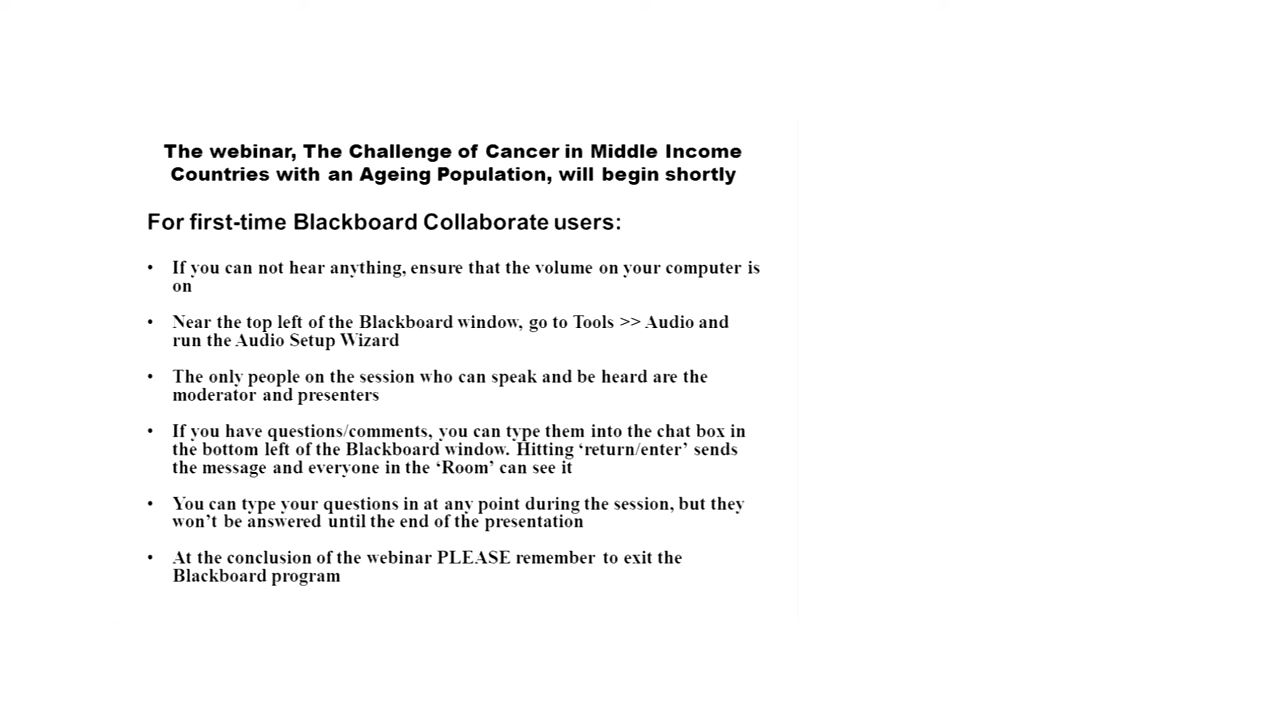 The webinar, The Challenge of Cancer in Middle Income
Countries with an Ageing Population, will begin shortly
For first-time Blackboard Collaborate users:
• If you can not hear anything, ensure that the volume on your computer is
on
• Near the top left of the Blackboard window, go to Tools >> Audio and
run the Audio Setup Wizard
• The only people on the session who can speak and be heard are the
moderator and presenters
• If you have questions/comments, you can type them into the chat box in
the bottom left of the Blackboard window. Hitting ‘return/enter’ sends
the message and everyone in the ‘Room’ can see it
• You can type your questions in at any point during the session, but they
won’t be answered until the end of the presentation
• At the conclusion of the webinar PLEASE remember to exit the
Blackboard program